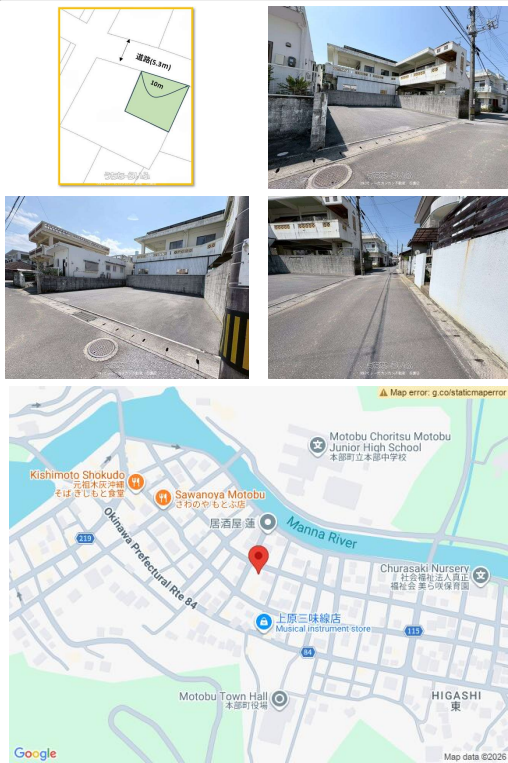 道路(5.3m)
10m
Map error: g.co/staticmaperror
Motobu Choritsu Motobu
Junior High School
本部町立本部中学校
Kishimoto Shokudo
元祖木灰沖縄
そば きしもと食堂
Sawanoya Motobu
さわのや もとぶ店
居酒屋 蓮
Manna River
219
Okinawa Prefectural Rte 84
Churasaki Nursery
社会福祉法人真正
福祉会 美ら咲保育園
上原三味線店
Musical instrument store
115
84
Motobu Town Hall
本部町役場
HIGASHI
東
Google
Map data ©2026